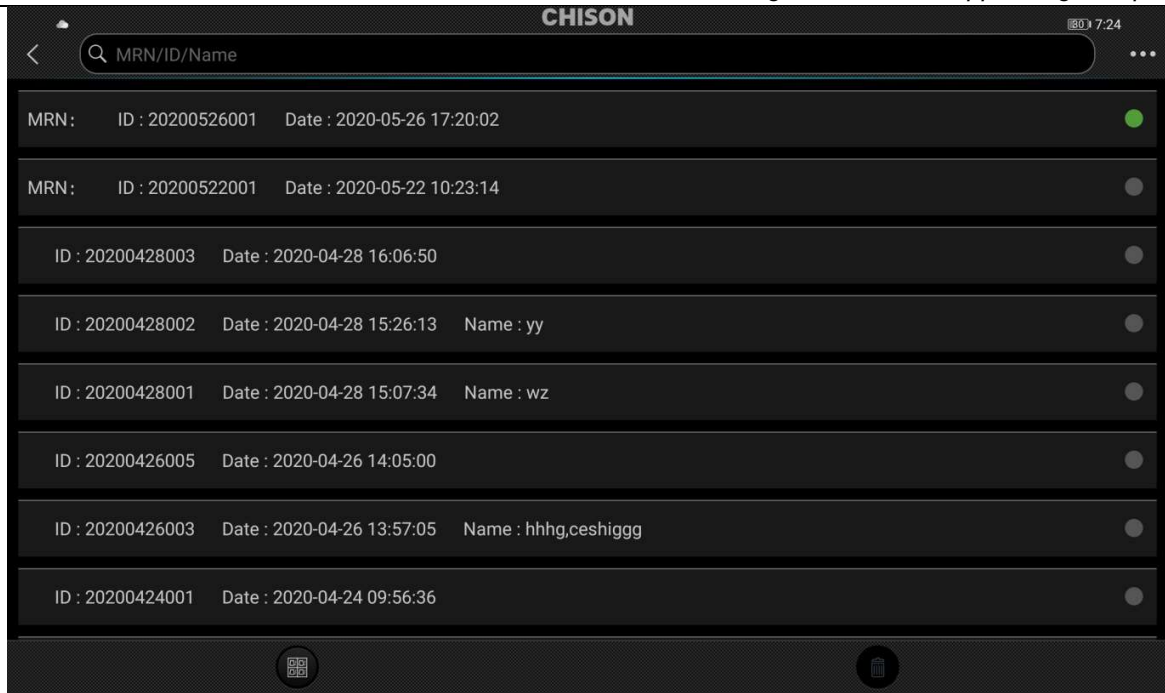 CHISON
80 7:24
MRN/ID/Name
MRN: ID : 20200526001 Date : 2020-05-26 17:20:02
MRN: ID : 20200522001 Date : 2020-05-22 10:23:14
ID : 20200428003 Date : 2020-04-28 16:06:50
ID : 20200428002 Date : 2020-04-28 15:26:13 Name : yy
ID : 20200428001 Date : 2020-04-28 15:07:34 Name : wz
ID : 20200426005 Date : 2020-04-26 14:05:00
ID : 20200426003 Date : 2020-04-26 13:57:05 Name : hhhg,ceshiggg
ID : 20200424001 Date : 2020-04-24 09:56:36